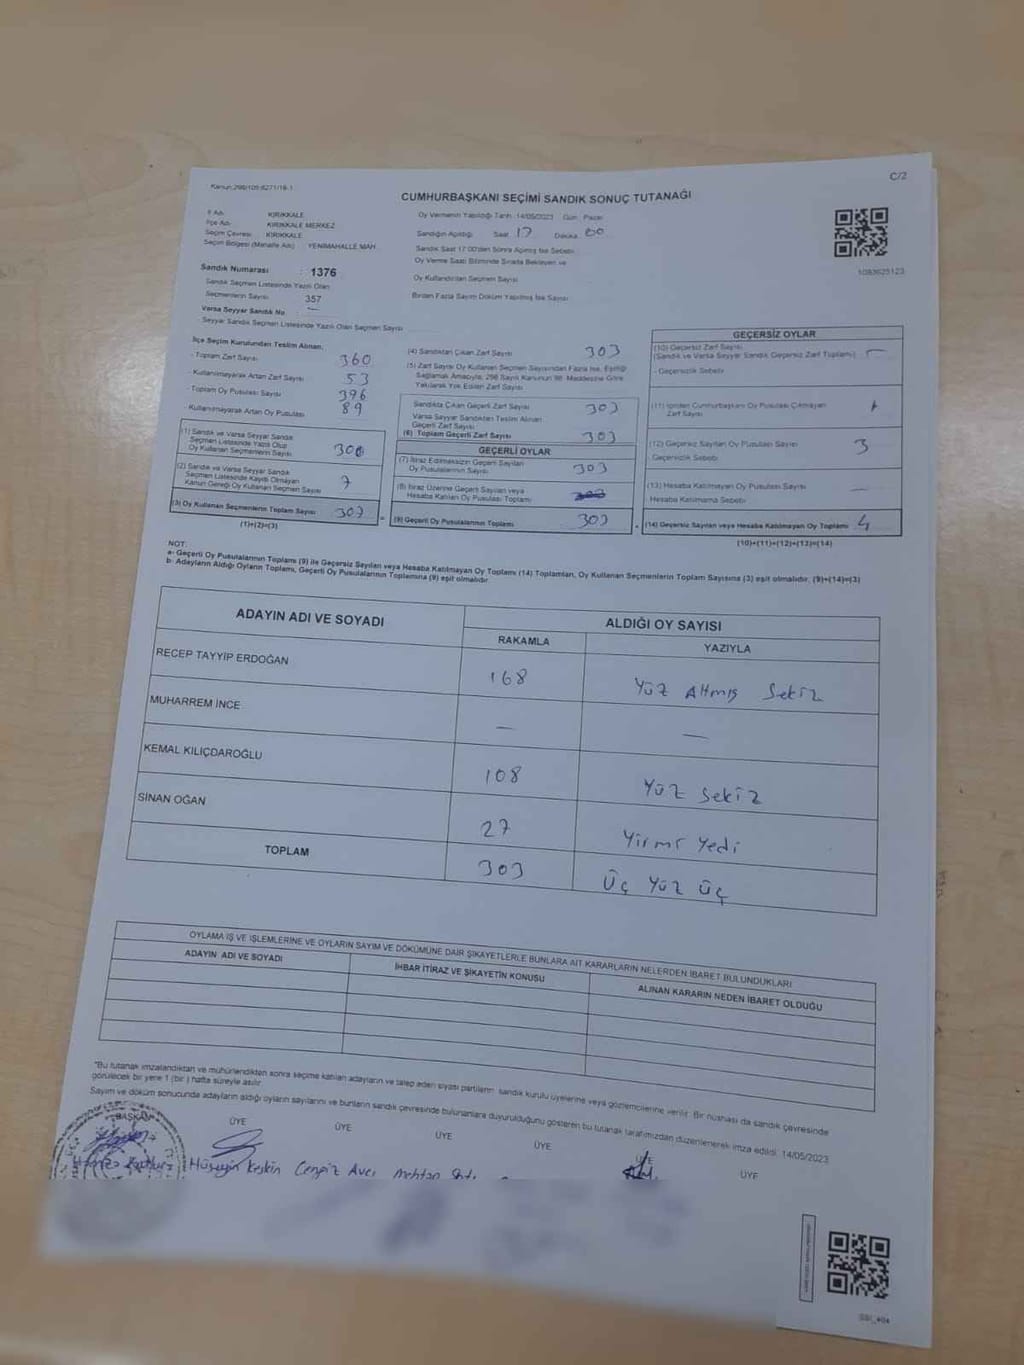 Kanun:298/105-6271/18-1
C/2
CUMHURBAŞKANI SEÇİMİ SANDIK SONUÇ TUTANAĞI
İl Adı KIRIKKALE
İlçe Adı KIRIKKALE MERKEZ
Seçim Çevresi KIRIKKALE
Seçim Bölgesi (Mahalle Adı) YENİMAHALLE MAH.
Sandık Numarası : 1376
Sandık Seçmen Listesinde Yazılı Olan
Seçmenlerin Sayısı 357
Varsa Seyyar Sandık No —
Seyyar Sandık Seçmen Listesinde Yazılı Olan Seçmen Sayısı
Oy Vermenin Yapıldığı Tarih :14/05/2023 Gün: Pazar
Sandığın Açıldığı Saat 17 Dakika 00
Sandık Saat 17:00'den Sonra Açılmış İse Sebebi
Oy Verme Saati Bitiminde Sırada Bekleyen ve
Oy Kullandırılan Seçmen Sayısı
Birden Fazla Sayım Döküm Yapılmış İse Sayısı
1083625123
İlçe Seçim Kurulundan Teslim Alınan,
- Toplam Zarf Sayısı 360
- Kullanılmayarak Artan Zarf Sayısı 53
- Toplam Oy Pusulası Sayısı 396
- Kullanılmayarak Artan Oy Pusulası 89
(1) Sandık ve Varsa Seyyar Sandık
Seçmen Listesinde Yazılı Olup
Oy Kullanan Seçmenlerin Sayısı 300
(2) Sandık ve Varsa Seyyar Sandık
Seçmen Listesinde Kaydı Olmayan
Kanun Gereği Oy Kullanan Seçmen Sayısı 7
(3) Oy Kullanan Seçmenlerin Toplam Sayısı 307
(1)+(2)=(3)
(4) Sandıktan Çıkan Zarf Sayısı 303
(5) Zarf Sayısı Oy Kullanan Seçmen Sayısından Fazla İse, Eşitliği
Sağlamak Amacıyla, 298 Sayılı Kanunun 98. Maddesine Göre
Yakılarak Yok Edilen Zarf Sayısı
Sandıkta Çıkan Geçerli Zarf Sayısı 303
Varsa Seyyar Sandıktan Teslim Alınan
Geçerli Zarf Sayısı
(6) Toplam Geçerli Zarf Sayısı 303
GEÇERLİ OYLAR
(7) İtiraz Edilmeksizin Geçerli Sayılan
Oy Pusulalarının Sayısı 303
(8) İtiraz Üzerine Geçerli Sayılan veya
Hesaba Katılan Oy Pusulası Toplamı
(9) Geçerli Oy Pusulalarının Toplamı 303
GEÇERSİZ OYLAR
(10) Geçersiz Zarf Sayısı
(Sandık ve Varsa Seyyar Sandık Geçersiz Zarf Toplamı) —
- Geçersizlik Sebebi
(11) İçinden Cumhurbaşkanı Oy Pusulası Çıkmayan
Zarf Sayısı 1
(12) Geçersiz Sayılan Oy Pusulası Sayısı 3
Geçersizlik Sebebi
(13) Hesaba Katılmayan Oy Pusulası Sayısı —
Hesaba Katılmama Sebebi
(14) Geçersiz Sayılan veya Hesaba Katılmayan Oy Toplamı 4
(10)+(11)+(12)+(13)=(14)
NOT:
a- Geçerli Oy Pusulalarının Toplamı (9) ile Geçersiz Sayılan veya Hesaba Katılmayan Oy Toplamı (14) Toplamları, Oy Kullanan Seçmenlerin Toplam Sayısına (3) eşit olmalıdır. (9)+(14)=(3)
b- Adayların Aldığı Oyların Toplamı, Geçerli Oy Pusulalarının Toplamına (9) eşit olmalıdır.
ADAYIN ADI VE SOYADI ALDIĞI OY SAYISI
RAKAMLA YAZIYLA
RECEP TAYYİP ERDOĞAN 168 Yüz Altmış Sekiz
MUHARREM İNCE — —
KEMAL KILIÇDAROĞLU 108 Yüz Sekiz
SİNAN OĞAN 27 Yirmi Yedi
TOPLAM 303 Üç Yüz Üç
OYLAMA İŞ VE İŞLEMLERİNE VE OYLARIN SAYIM VE DÖKÜMÜNE DAİR ŞİKAYETLERLE BUNLARA AİT KARARLARIN NELERDEN İBARET BULUNDUKLARI
ADAYIN ADI VE SOYADI İHBAR İTİRAZ VE ŞİKAYETİN KONUSU ALINAN KARARIN NEDEN İBARET OLDUĞU
*Bu tutanak imzalandıktan ve mühürlendikten sonra seçime katılan adayların ve talep eden siyasi partilerin sandık kurulu üyelerine veya gözlemcilerine verilir. Bir nüshası da sandık çevresinde
görülecek bir yere 1 (bir ) hafta süreyle asılır.
Sayım ve döküm sonucunda adayların aldığı oyların sayılarını ve bunların sandık çevresinde bulunanlara duyurulduğunu gösteren bu tutanak tarafımızdan düzenlenerek imza edildi. 14/05/2023
BAŞKAN ÜYE ÜYE ÜYE ÜYE ÜYE ÜYE
Hüseyin Keskin Cengiz Avcı